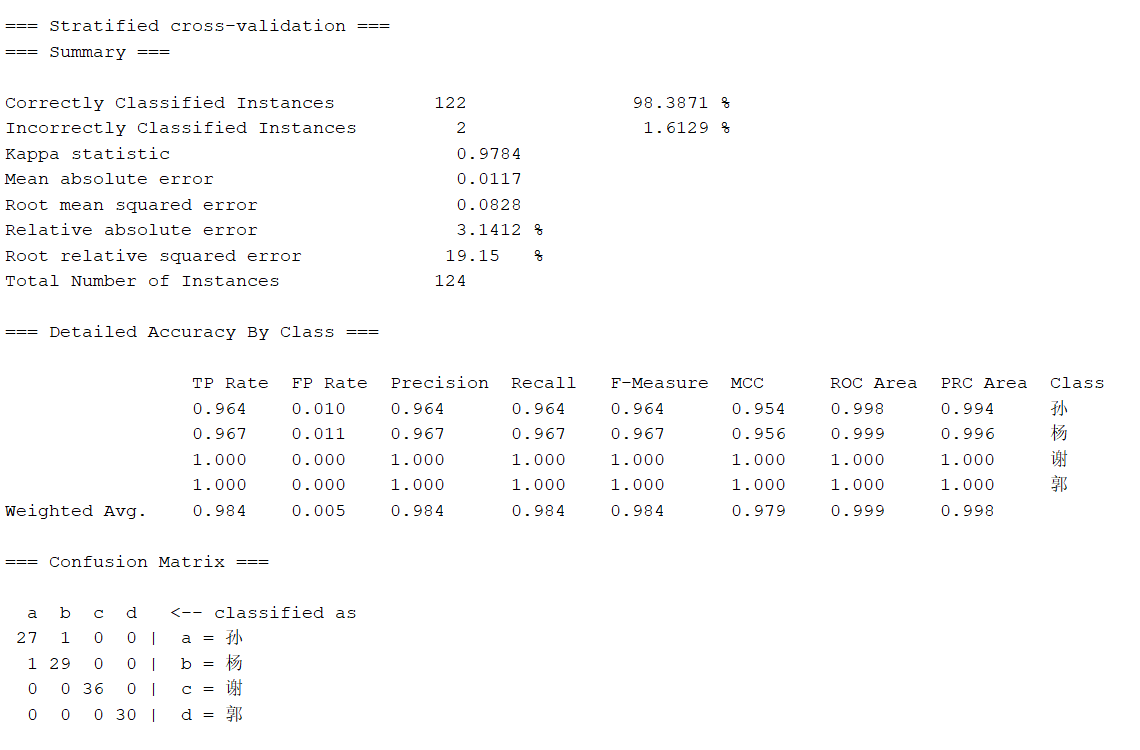 === Stratified cross-validation ===
=== Summary ===
Correctly Classified Instances         122               98.3871 %
Incorrectly Classified Instances         2                1.6129 %
Kappa statistic                          0.9784
Mean absolute error                      0.0117
Root mean squared error                  0.0828
Relative absolute error                  3.1412 %
Root relative squared error             19.15   %
Total Number of Instances              124
=== Detailed Accuracy By Class ===
                 TP Rate  FP Rate  Precision  Recall   F-Measure  MCC      ROC Area  PRC Area  Class
                 0.964    0.010    0.964      0.964    0.964      0.954    0.998     0.994     孙
                 0.967    0.011    0.967      0.967    0.967      0.956    0.999     0.996     杨
                 1.000    0.000    1.000      1.000    1.000      1.000    1.000     1.000     谢
                 1.000    0.000    1.000      1.000    1.000      1.000    1.000     1.000     郭
Weighted Avg.    0.984    0.005    0.984      0.984    0.984      0.979    0.999     0.998
=== Confusion Matrix ===
  a  b  c  d   <-- classified as
 27  1  0  0 |  a = 孙
  1 29  0  0 |  b = 杨
  0  0 36  0 |  c = 谢
  0  0  0 30 |  d = 郭